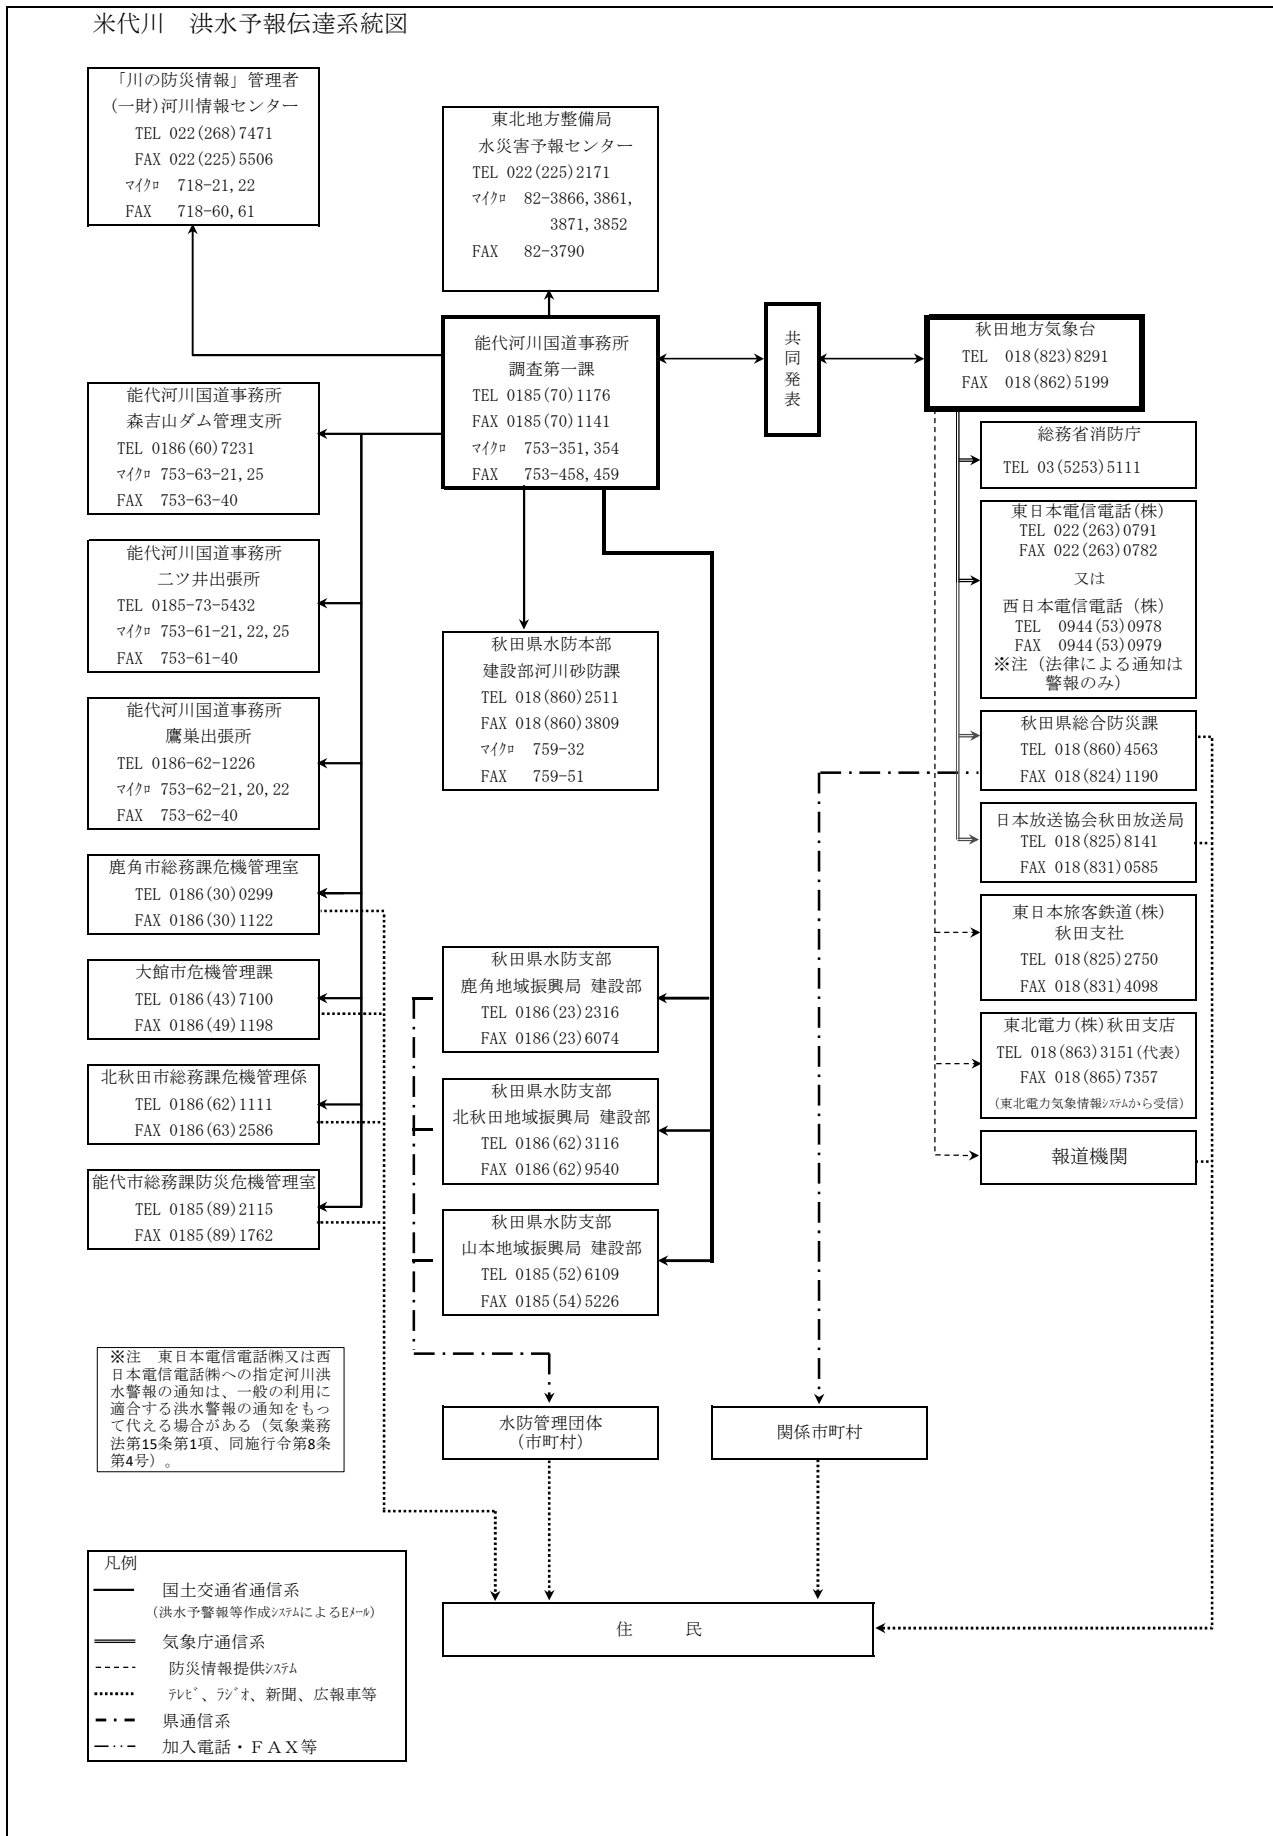 米代川　洪水予報伝達系統図
「川の防災情報」管理者
(一財)河川情報センター
TEL 022(268)7471
FAX 022(225)5506
ﾏｲｸﾛ 718-21,22
FAX 718-60,61
東北地方整備局
水災害予報センター
TEL 022(225)2171
ﾏｲｸﾛ 82-3866,3861,
3871,3852
FAX 82-3790
能代河川国道事務所
調査第一課
TEL 0185(70)1176
FAX 0185(70)1141
ﾏｲｸﾛ 753-351,354
FAX 753-458,459
共同発表
秋田地方気象台
TEL 018(823)8291
FAX 018(862)5199
能代河川国道事務所
森吉山ダム管理支所
TEL 0186(60)7231
ﾏｲｸﾛ 753-63-21,25
FAX 753-63-40
能代河川国道事務所
二ツ井出張所
TEL 0185-73-5432
ﾏｲｸﾛ 753-61-21,22,25
FAX 753-61-40
能代河川国道事務所
鷹巣出張所
TEL 0186-62-1226
ﾏｲｸﾛ 753-62-21,20,22
FAX 753-62-40
鹿角市総務課危機管理室
TEL 0186(30)0299
FAX 0186(30)1122
大館市危機管理課
TEL 0186(43)7100
FAX 0186(49)1198
北秋田市総務課危機管理係
TEL 0186(62)1111
FAX 0186(63)2586
能代市総務課防災危機管理室
TEL 0185(89)2115
FAX 0185(89)1762
秋田県水防本部
建設部河川砂防課
TEL 018(860)2511
FAX 018(860)3809
ﾏｲｸﾛ 759-32
FAX 759-51
秋田県水防支部
鹿角地域振興局 建設部
TEL 0186(23)2316
FAX 0186(23)6074
秋田県水防支部
北秋田地域振興局 建設部
TEL 0186(62)3116
FAX 0186(62)9540
秋田県水防支部
山本地域振興局 建設部
TEL 0185(52)6109
FAX 0185(54)5226
総務省消防庁
TEL 03(5253)5111
東日本電信電話(株)
TEL 022(263)0791
FAX 022(263)0782
又は
西日本電信電話（株）
TEL 0944(53)0978
FAX 0944(53)0979
※注（法律による通知は
警報のみ）
秋田県総合防災課
TEL 018(860)4563
FAX 018(824)1190
日本放送協会秋田放送局
TEL 018(825)8141
FAX 018(831)0585
東日本旅客鉄道(株)
秋田支社
TEL 018(825)2750
FAX 018(831)4098
東北電力(株)秋田支店
TEL 018(863)3151(代表)
FAX 018(865)7357
(東北電力気象情報ｼｽﾃﾑから受信)
報道機関
※注　東日本電信電話㈱又は西
日本電信電話㈱への指定河川洪
水警報の通知は、一般の利用に
適合する洪水警報の通知をもっ
て代える場合がある（気象業務
法第15条第1項、同施行令第8条
第4号）。
水防管理団体
（市町村）
関係市町村
住　　民
凡例
国土交通省通信系
(洪水予警報等作成ｼｽﾃﾑによるEﾒｰﾙ)
気象庁通信系
防災情報提供ｼｽﾃﾑ
ﾃﾚﾋﾞ、ﾗｼﾞｵ、新聞、広報車等
県通信系
加入電話・ＦＡＸ等